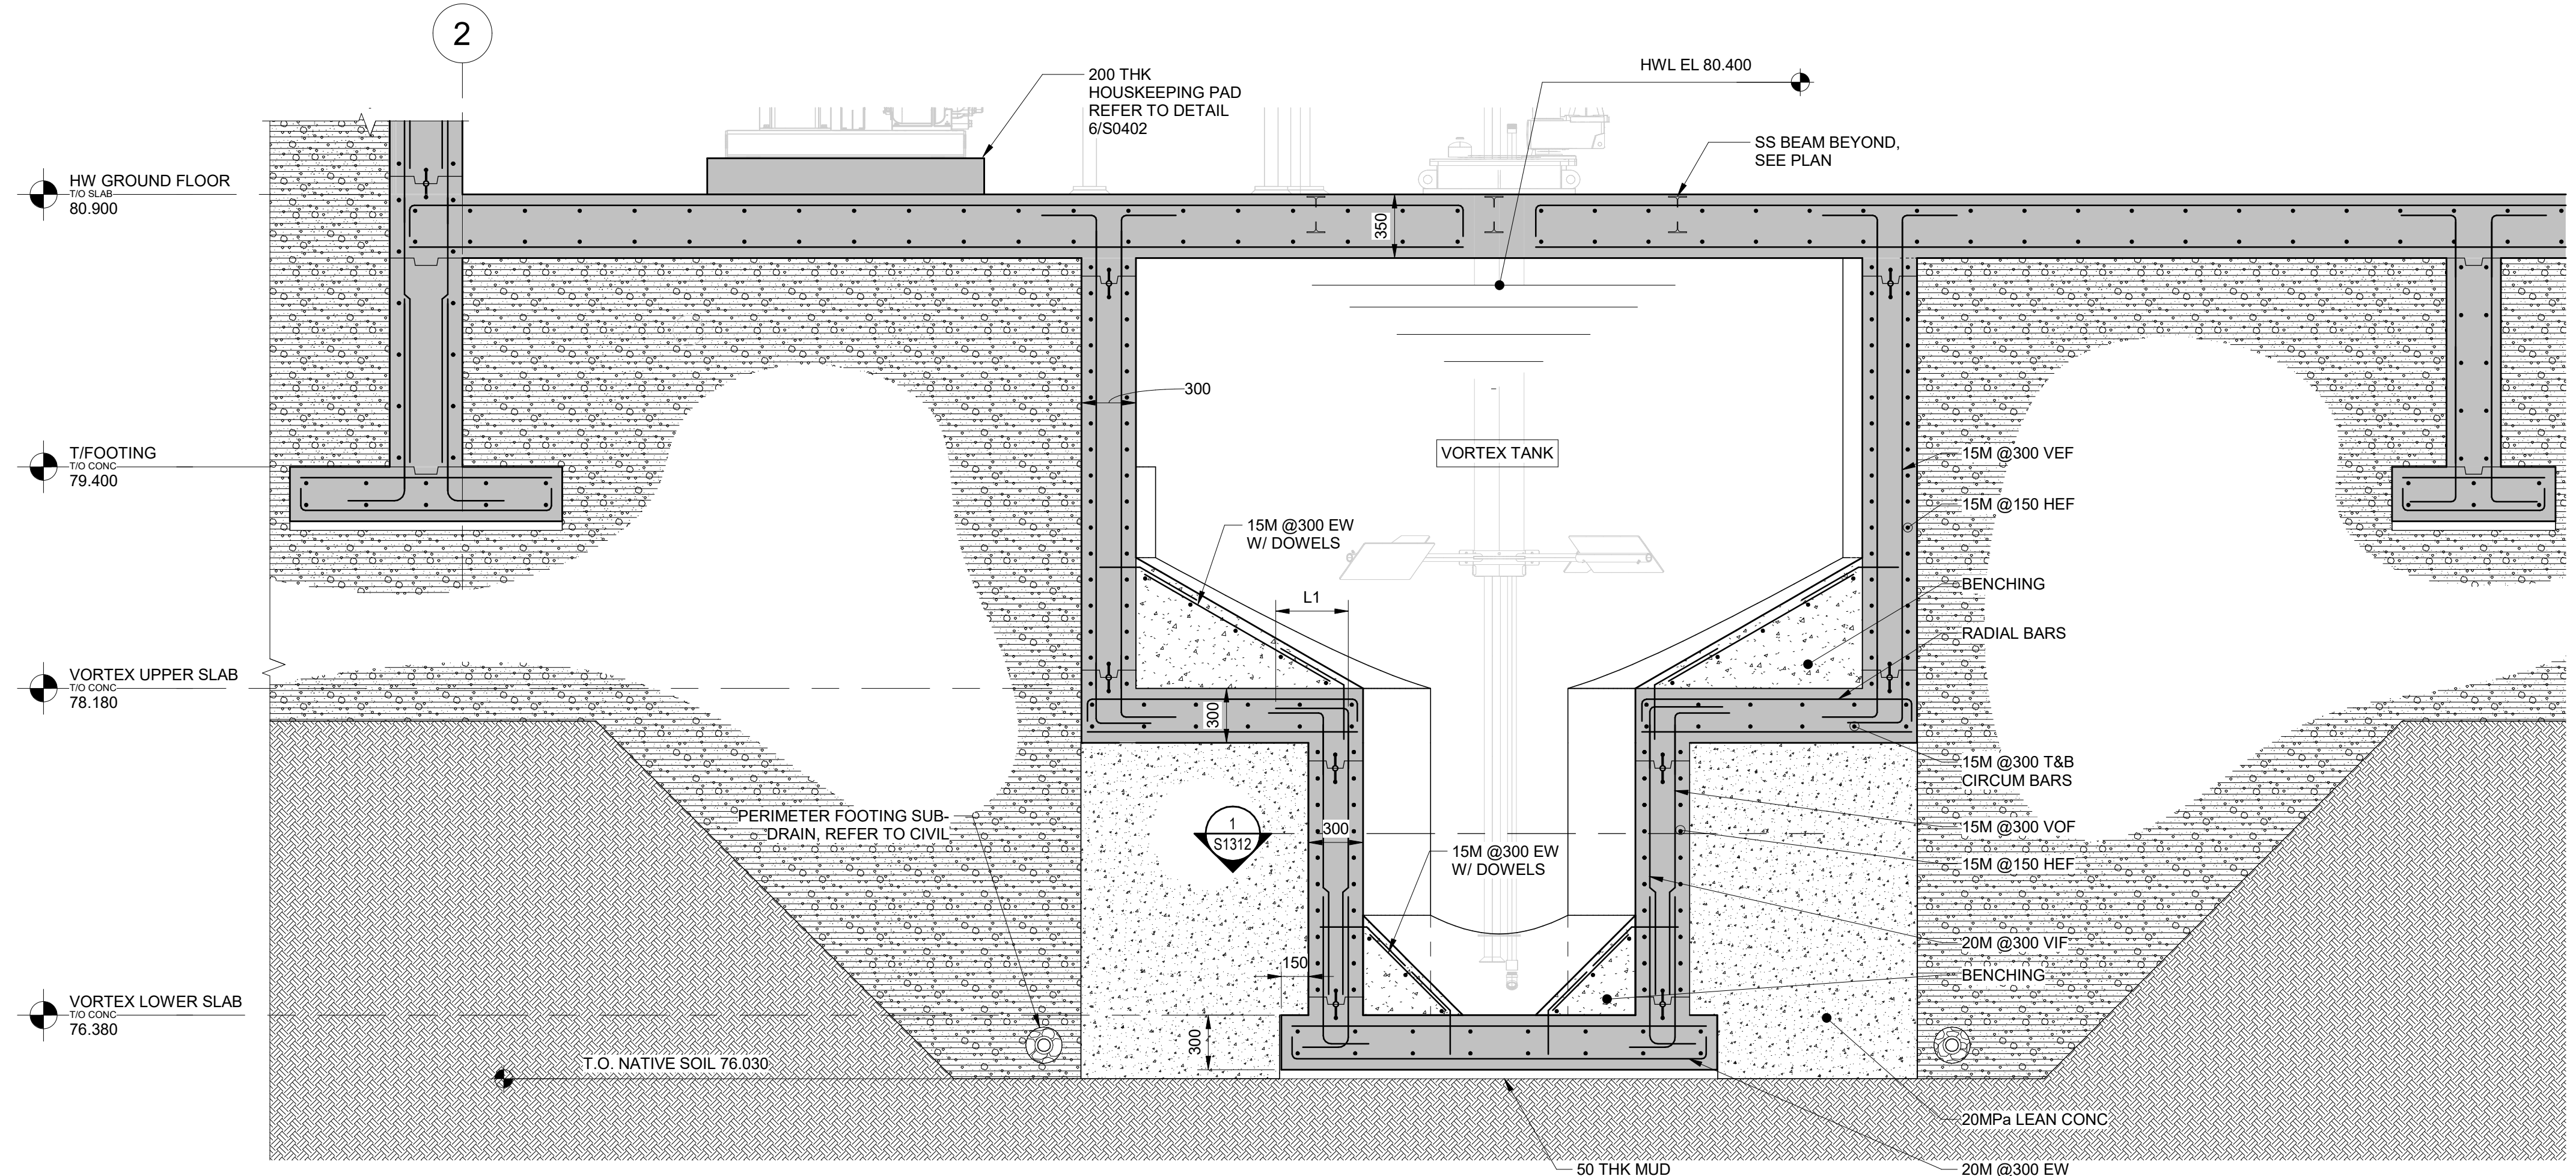 2
200 THK
HOUSKEEPING PAD
REFER TO DETAIL
6/S0402
HWL EL 80.400
SS BEAM BEYOND,
SEE PLAN
HW GROUND FLOOR
T/O SLAB
80.900
350
300
T/FOOTING
T/O CONC
79.400
VORTEX TANK
15M @300 VEF
15M @150 HEF
15M @300 EW
W/ DOWELS
BENCHING
L1
RADIAL BARS
VORTEX UPPER SLAB
T/O CONC
78.180
300
15M @300 T&B
CIRCUM BARS
PERIMETER FOOTING SUB-
DRAIN, REFER TO CIVIL
1
S1312
300
15M @300 EW
W/ DOWELS
15M @300 VOF
15M @150 HEF
20M @300 VIF
150
BENCHING
VORTEX LOWER SLAB
T/O CONC
76.380
300
T.O. NATIVE SOIL 76.030
20MPa LEAN CONC
50 THK MUD
20M @300 EW